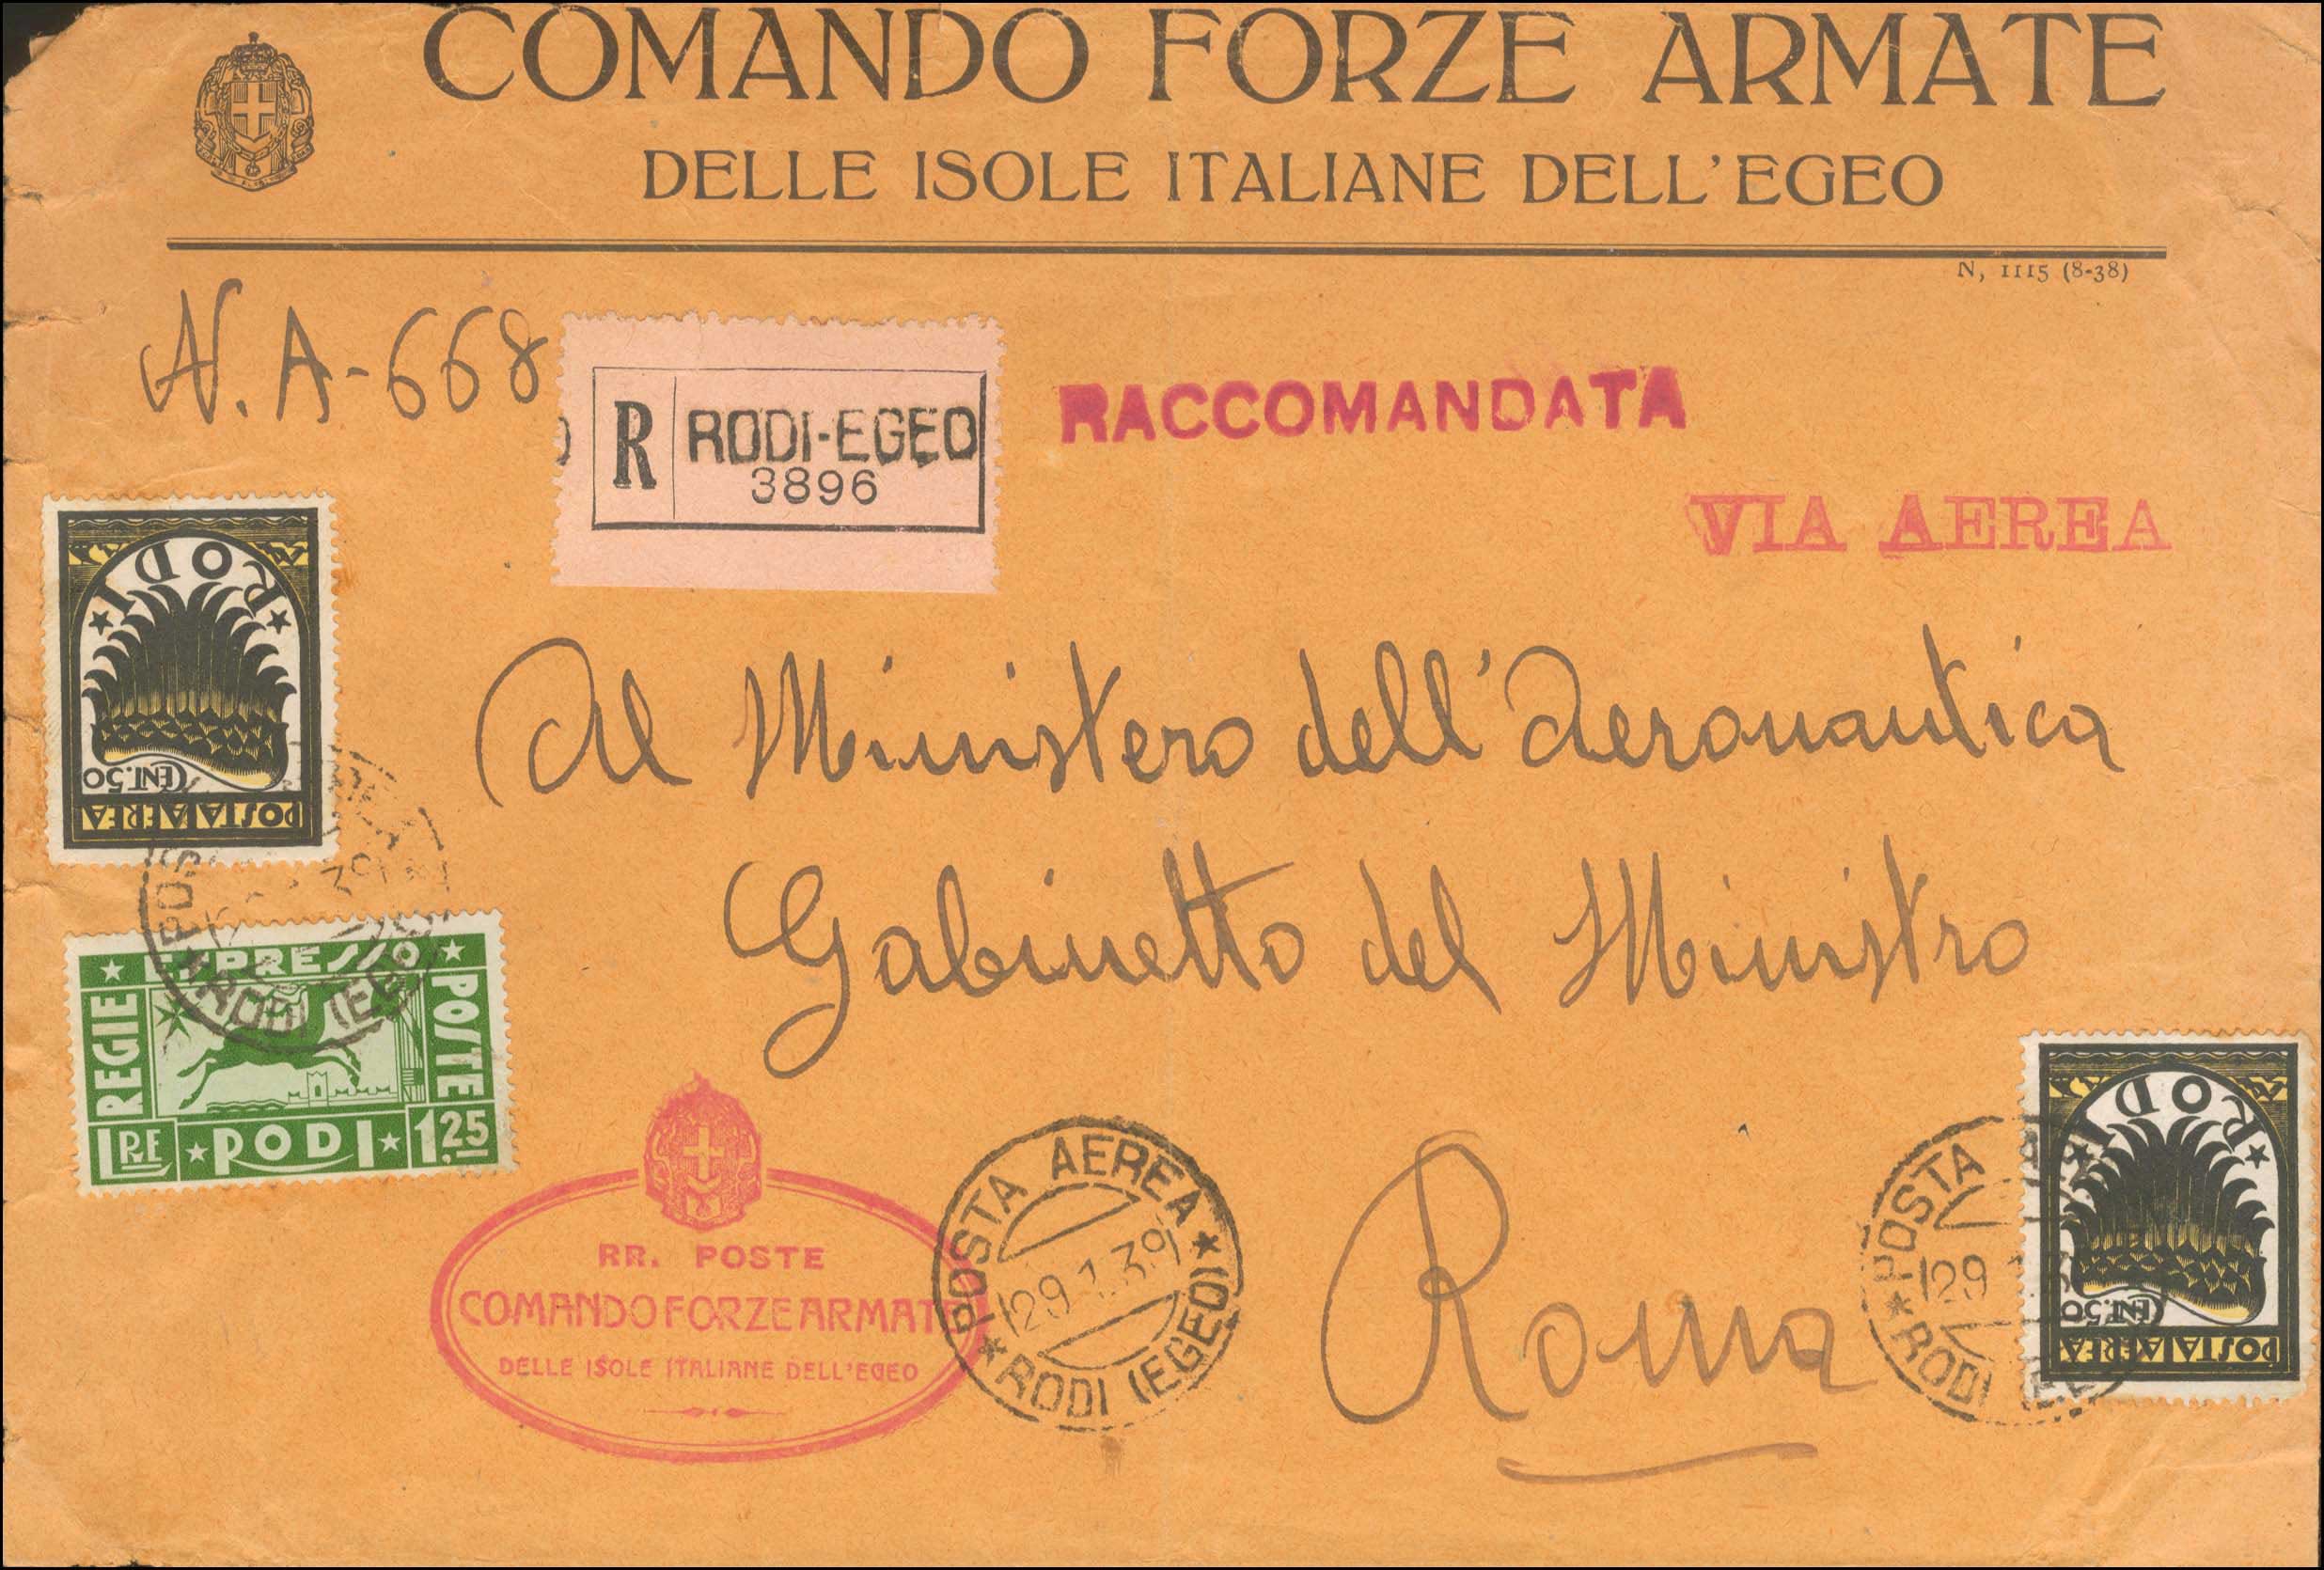 COMANDO FORZE ARMATE
DELLE ISOLE ITALIANE DELL'EGEO
N, 1115 (8-38)
N. A-668
R RODI-EGEO
3896
RACCOMANDATA
VIA AEREA
RODI
CENT.50
POSTA AEREA
Al Ministero dell'Aeronautica
Gabinetto del Ministro
Roma
ESPRESSO
REGIE
POSTE
LIRE RODI 1,25
RR. POSTE
COMANDO FORZE ARMATE
DELLE ISOLE ITALIANE DELL'EGEO
POSTA AEREA
29.1.39
RODI (EGEO)
POSTA
29
RODI
RODI
CENT.50
POSTA AEREA
RODI (EGEO)